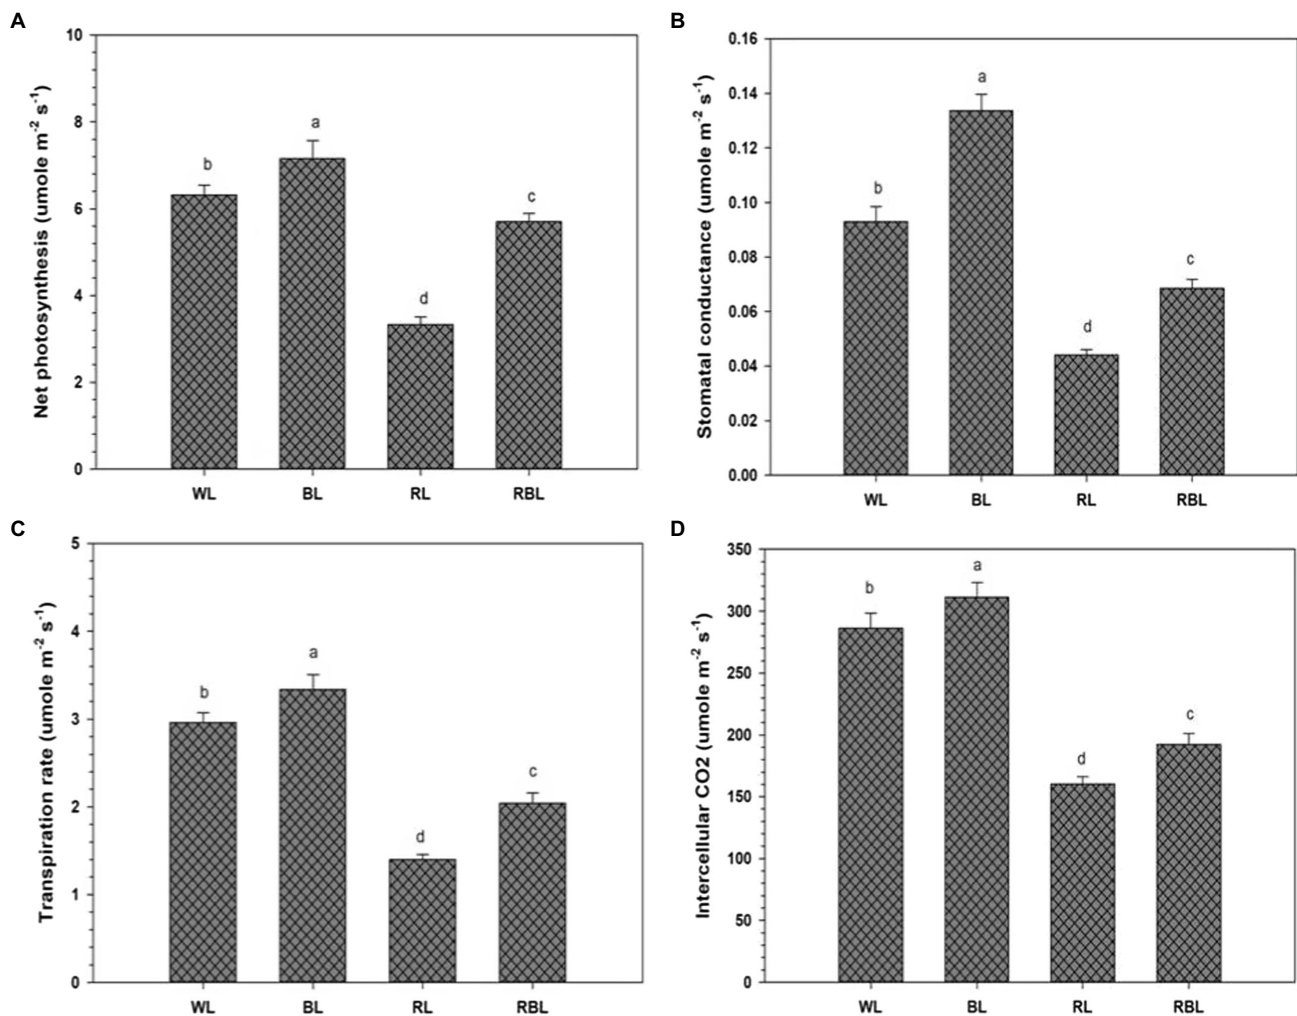 A
Net photosynthesis (umole m-2 s-1)
10
8
6
4
2
0
b
a
d
c
WL BL RL RBL
B
Stomatal conductance (umole m-2 s-1)
0.16
0.14
0.12
0.10
0.08
0.06
0.04
0.02
0.00
b
a
d
c
WL BL RL RBL
C
Transpiration rate (umole m-2 s-1)
5
4
3
2
1
0
b
a
d
c
WL BL RL RBL
D
Intercellular CO2 (umole m-2 s-1)
350
300
250
200
150
100
50
0
b
a
d
c
WL BL RL RBL